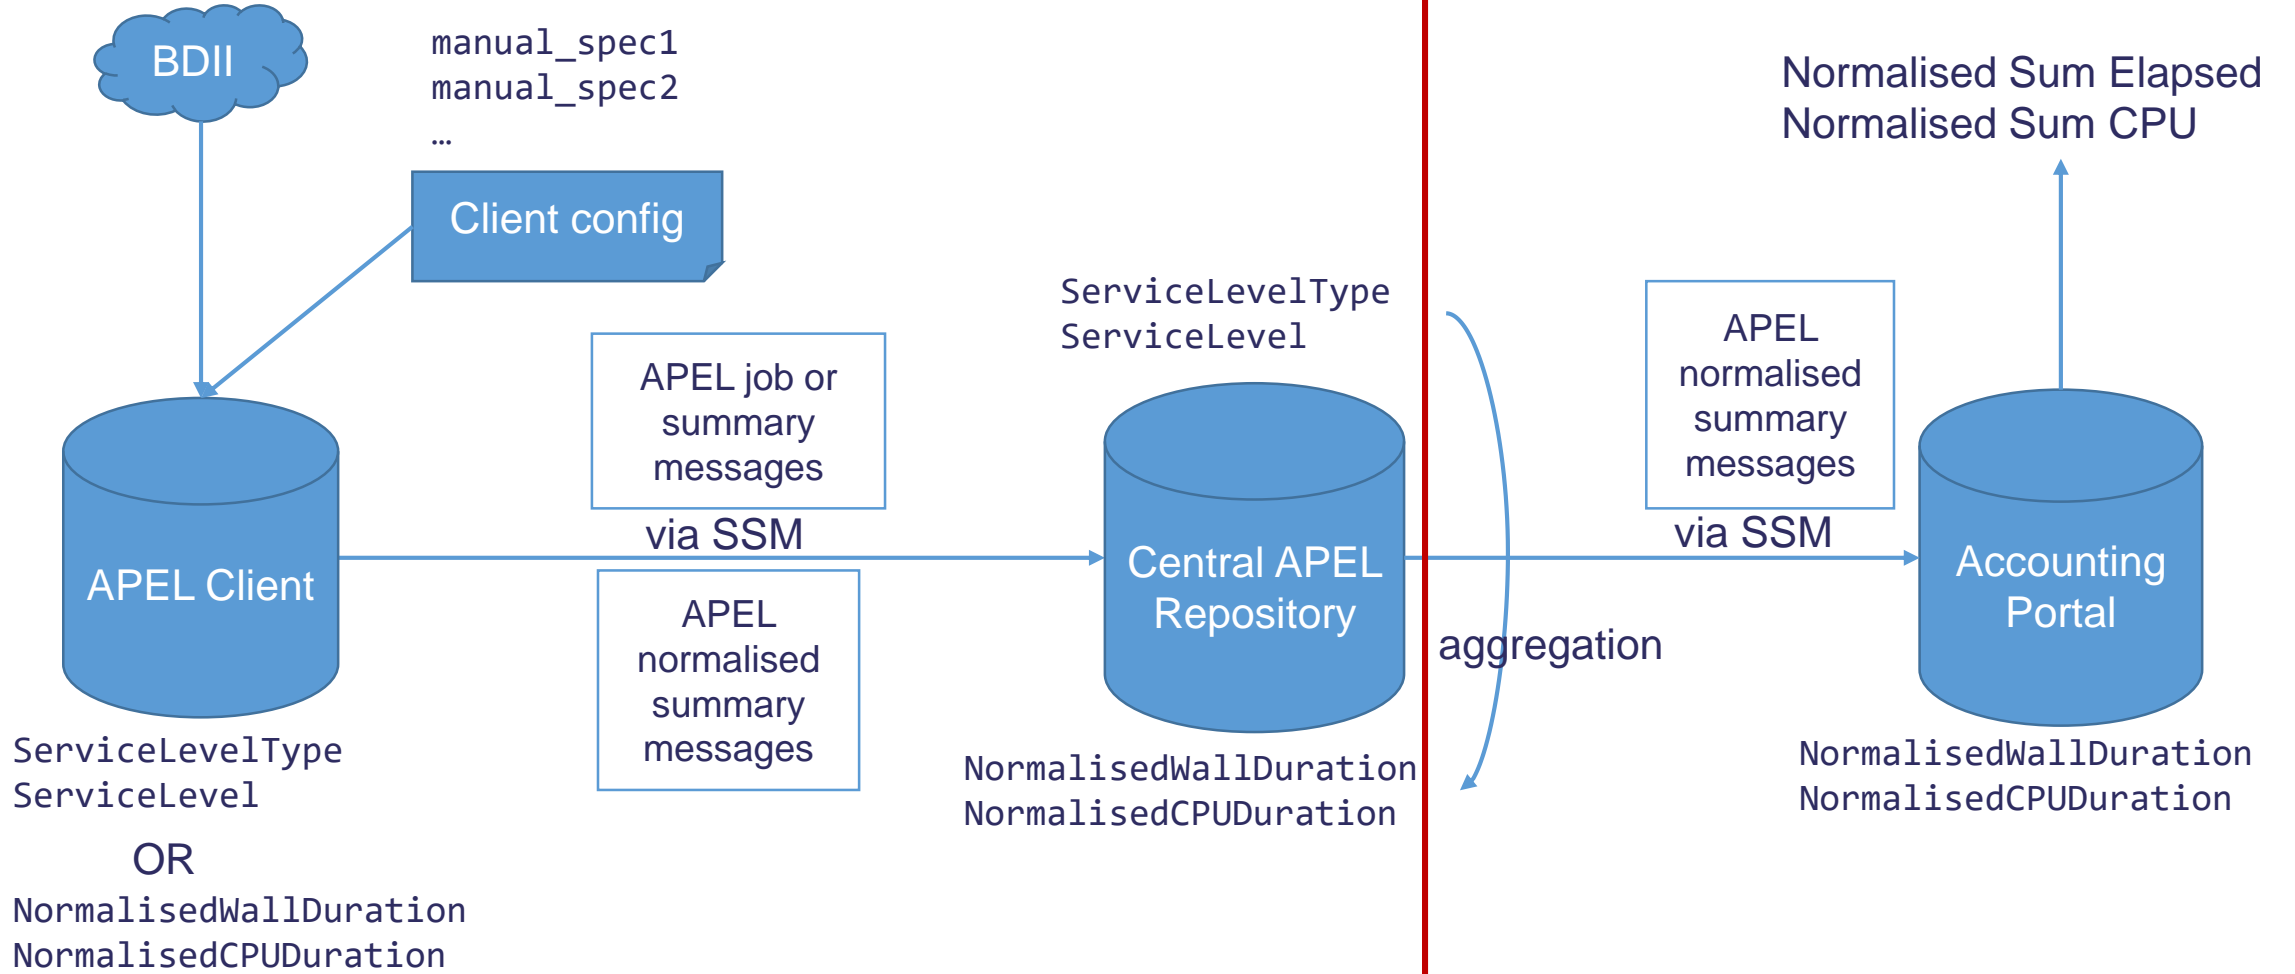 BDII
manual_spec1
manual_spec2
…
Client config
APEL Client
ServiceLevelType
ServiceLevel
OR
NormalisedWallDuration
NormalisedCPUDuration
APEL job or
summary
messages
via SSM
APEL
normalised
summary
messages
ServiceLevelType
ServiceLevel
Central APEL
Repository
NormalisedWallDuration
NormalisedCPUDuration
aggregation
APEL
normalised
summary
messages
via SSM
Normalised Sum Elapsed
Normalised Sum CPU
Accounting
Portal
NormalisedWallDuration
NormalisedCPUDuration